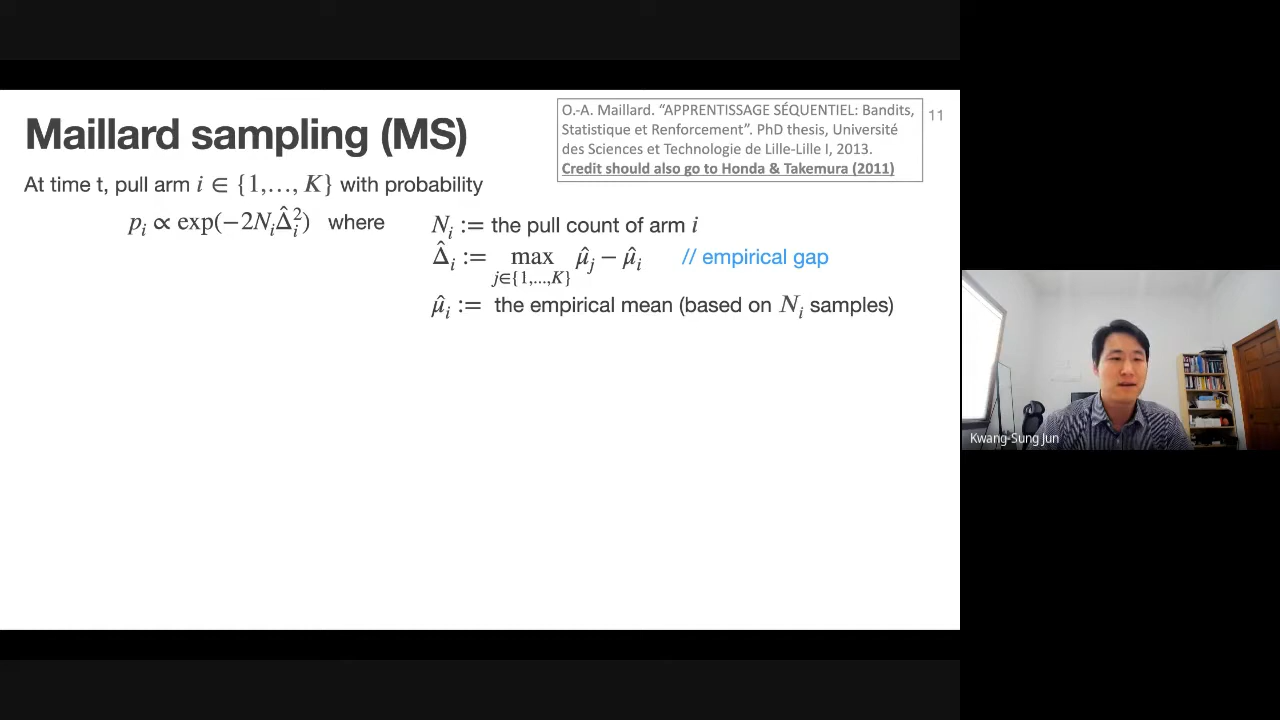 Maillard sampling (MS)
O.-A. Maillard. “APPRENTISSAGE SÉQUENTIEL: Bandits,
Statistique et Renforcement”. PhD thesis, Université
des Sciences et Technologie de Lille-Lille I, 2013.
Credit should also go to Honda & Takemura (2011)
11
At time t, pull arm i ∈ {1,…, K} with probability
p_i ∝ exp(−2N_i Δ̂_i²) where
N_i := the pull count of arm i
Δ̂_i := max_{j∈{1,…,K}} μ̂_j − μ̂_i // empirical gap
μ̂_i := the empirical mean (based on N_i samples)
Kwang-Sung Jun